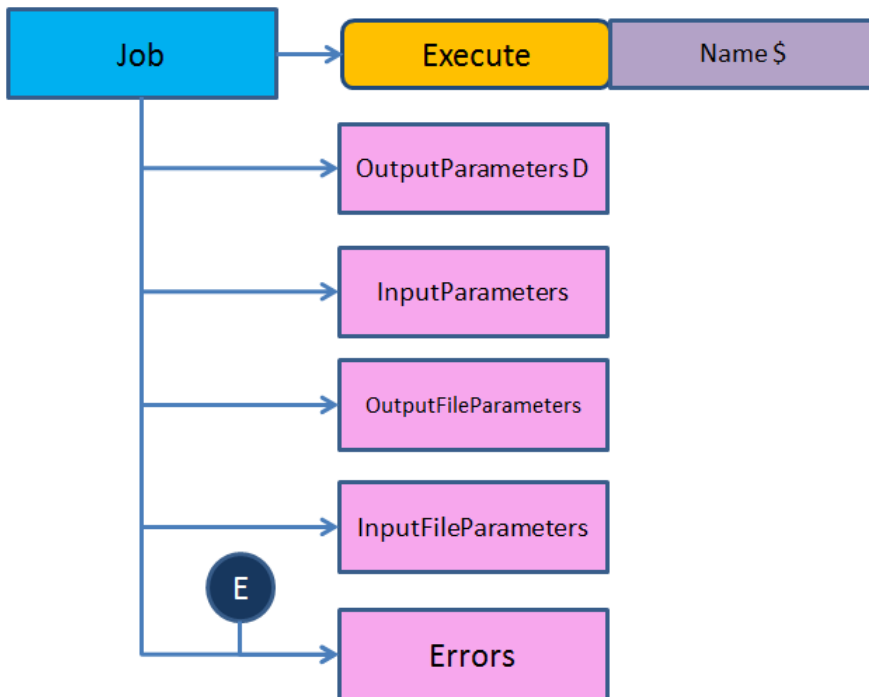 Job
Execute
Name $
OutputParameters D
InputParameters
OutputFileParameters
InputFileParameters
E
Errors